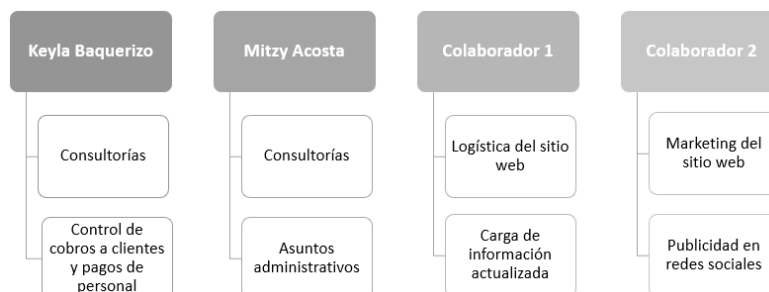 Keyla Baquerizo
Consultorías
Control de
cobros a clientes
y pagos de
personal
Mitzy Acosta
Consultorías
Asuntos
administrativos
Colaborador 1
Logística del sitio
web
Carga de
información
actualizada
Colaborador 2
Marketing del
sitio web
Publicidad en
redes sociales